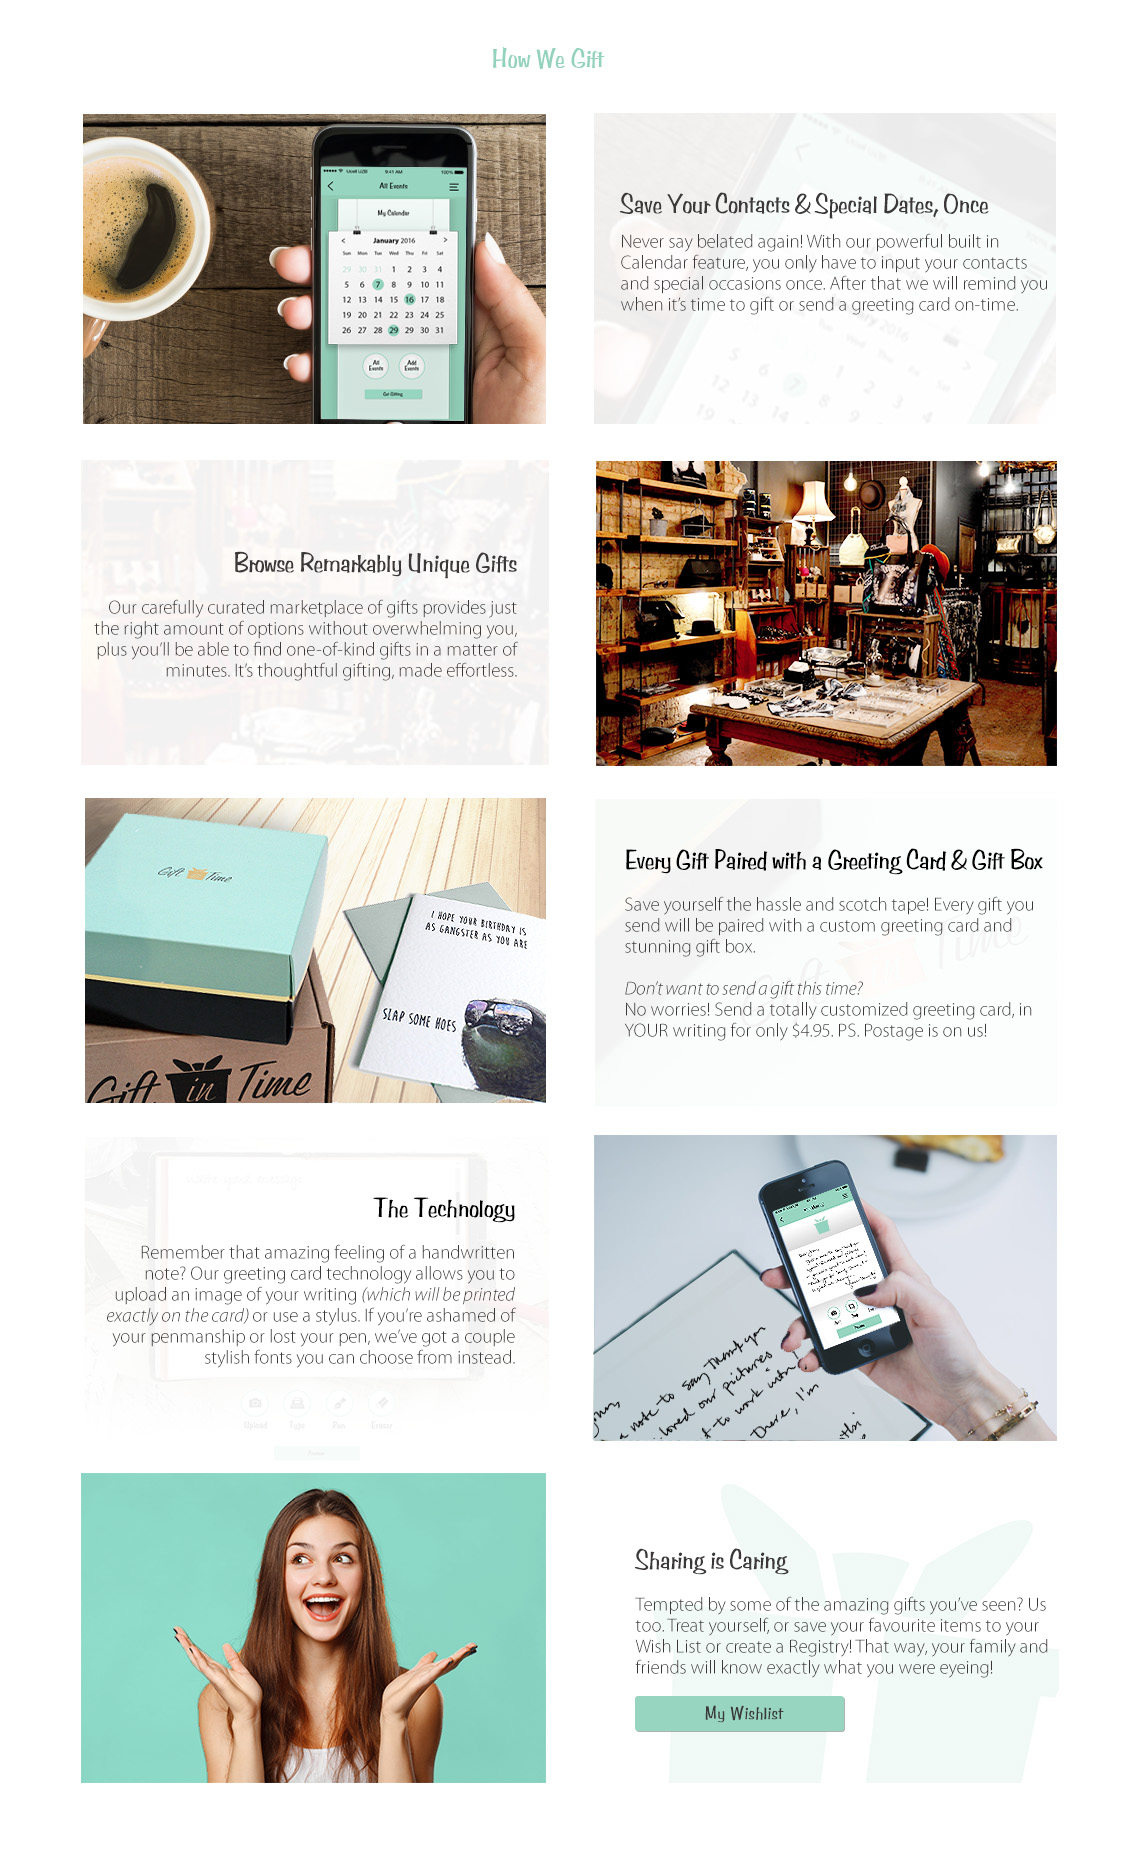 How We Gift
Usell UZBI 9:41 AM 100%
All Events
My Calendar
< January 2016 >
Sun Mon Tue Wed Thu Fri Sat
29 30 31 1 2 3 4
5 6 7 8 9 10 11
12 13 14 15 16 17 18
19 20 21 22 23 24 25
26 27 28 29 30 31
All Events
Add Events
Get Gifting
Save Your Contacts & Special Dates, Once
Never say belated again! With our powerful built in
Calendar feature, you only have to input your contacts
and special occasions once. After that we will remind you
when it's time to gift or send a greeting card on-time.
Browse Remarkably Unique Gifts
Our carefully curated marketplace of gifts provides just
the right amount of options without overwhelming you,
plus you'll be able to find one-of-kind gifts in a matter of
minutes. It's thoughtful gifting, made effortless.
Gift in Time
I HOPE YOUR BIRTHDAY IS
AS GANGSTER AS YOU ARE
SLAP SOME HOES
Gift in Time
Every Gift Paired with a Greeting Card & Gift Box
Save yourself the hassle and scotch tape! Every gift you
send will be paired with a custom greeting card and
stunning gift box.
Don't want to send a gift this time?
No worries! Send a totally customized greeting card, in
YOUR writing for only $4.95. PS. Postage is on us!
The Technology
Remember that amazing feeling of a handwritten
note? Our greeting card technology allows you to
upload an image of your writing (which will be printed
exactly on the card) or use a stylus. If you're ashamed of
your penmanship or lost your pen, we've got a couple
stylish fonts you can choose from instead.
Upload Type Pen Erase
a note to say Thank you
loved our pictures
to work with
There, I'm
Sharing is Caring
Tempted by some of the amazing gifts you've seen? Us
too. Treat yourself, or save your favourite items to your
Wish List or create a Registry! That way, your family and
friends will know exactly what you were eyeing!
My Wishlist